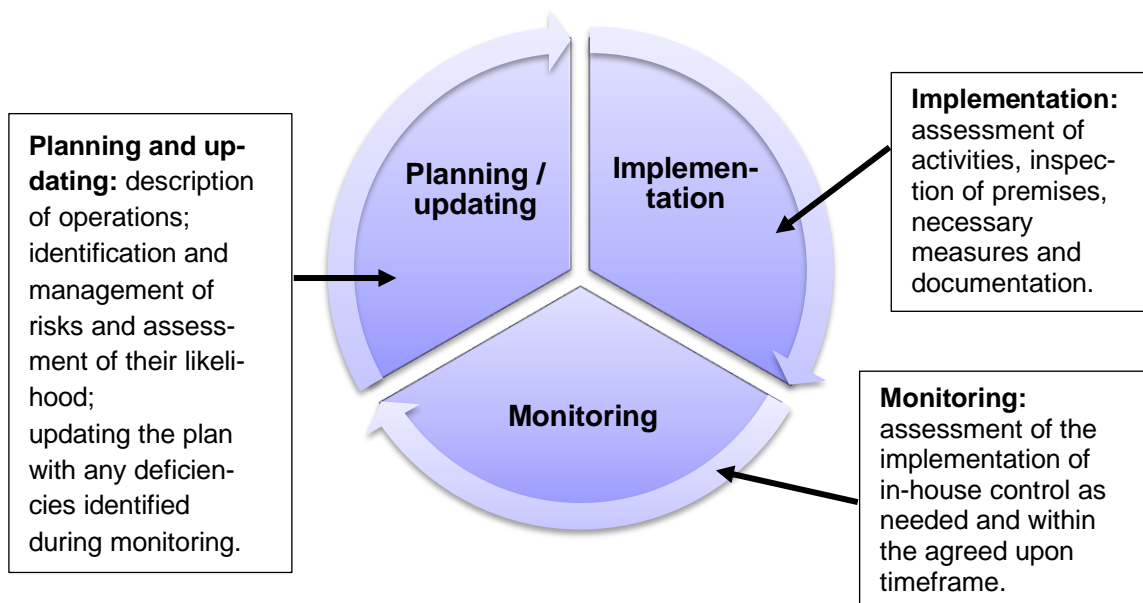 Planning and up-
dating: description
of operations;
identification and
management of
risks and assess-
ment of their likeli-
hood;
updating the plan
with any deficien-
cies identified
during monitoring.
Planning /
updating
Implemen-
tation
Monitoring
Implementation:
assessment of
activities, inspec-
tion of premises,
necessary
measures and
documentation.
Monitoring:
assessment of the
implementation of
in-house control as
needed and within
the agreed upon
timeframe.